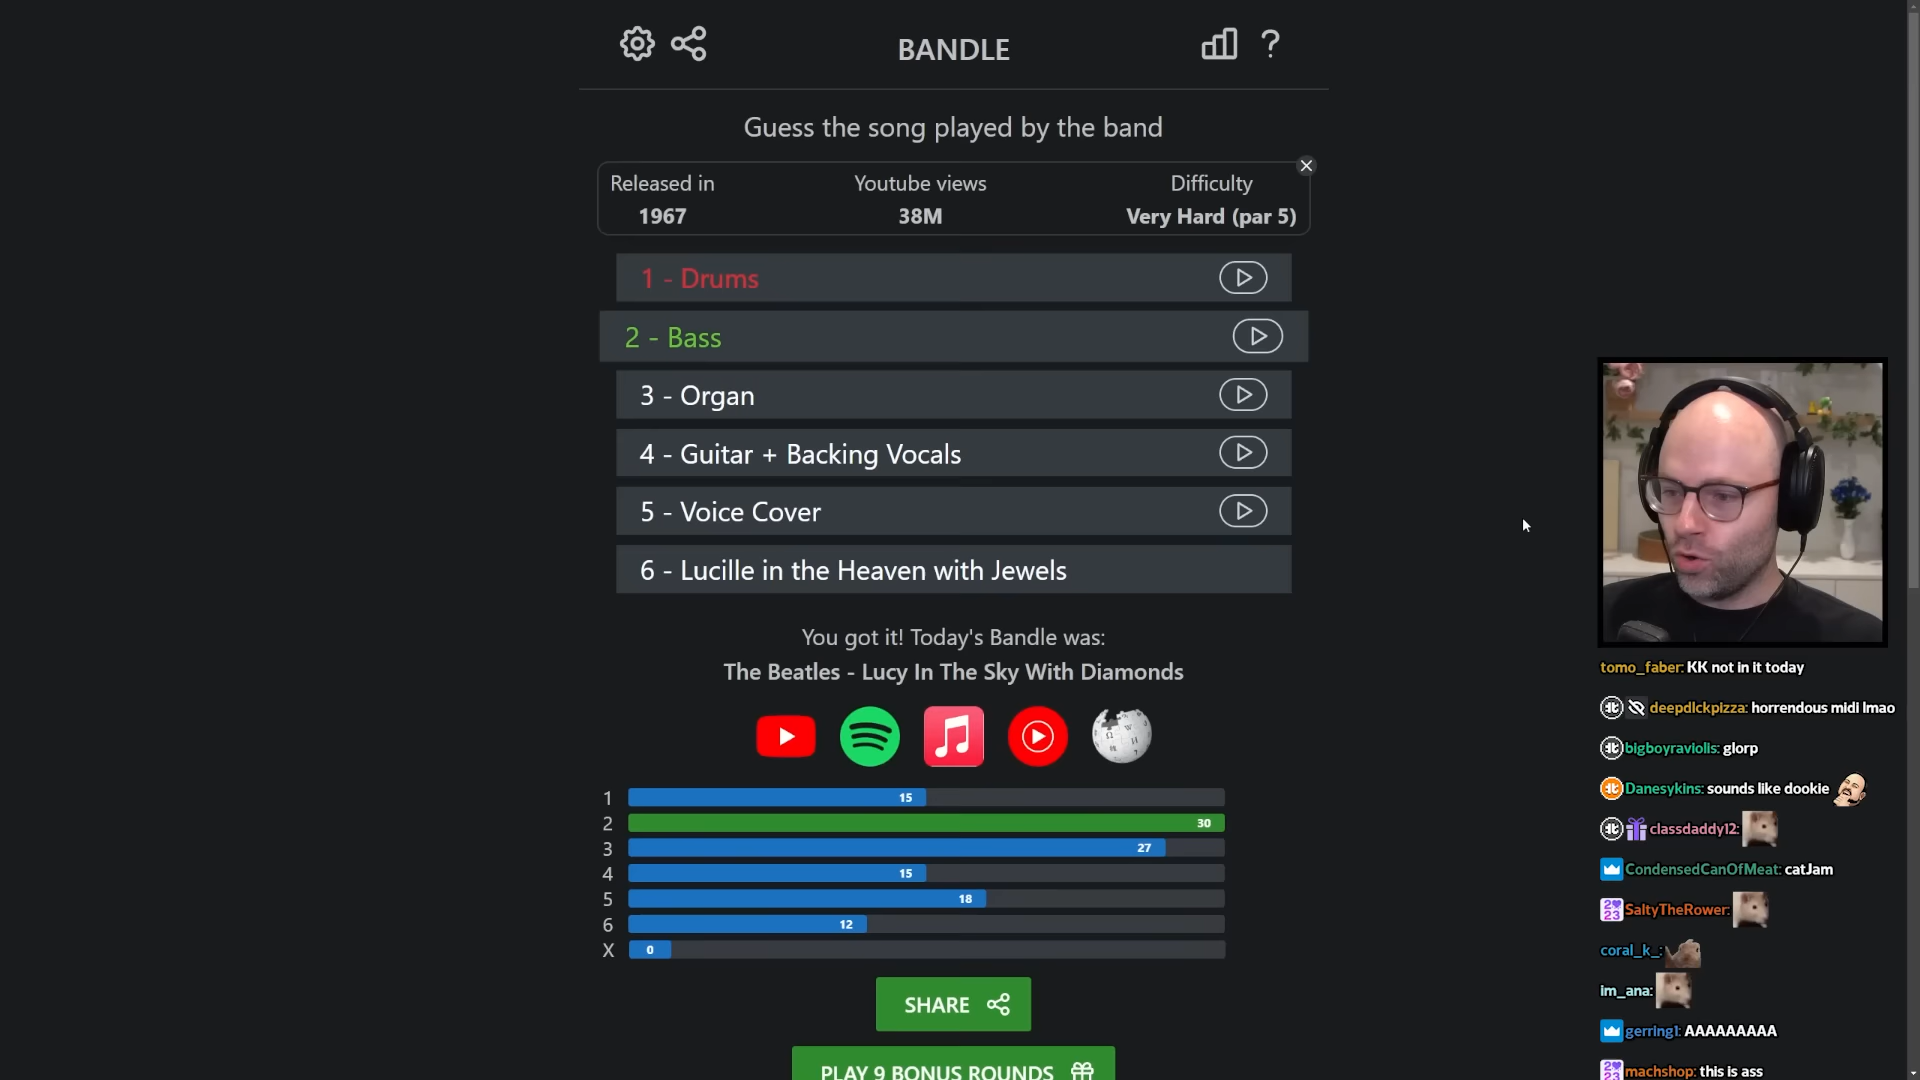 BANDLE
?
Guess the song played by the band
Released in
1967
Youtube views
38M
Difficulty
Very Hard (par 5)
1 - Drums
2 - Bass
3 - Organ
4 - Guitar + Backing Vocals
5 - Voice Cover
6 - Lucille in the Heaven with Jewels
You got it! Today's Bandle was:
The Beatles - Lucy In The Sky With Diamonds
1 15
2 30
3 27
4 15
5 18
6 12
X 0
SHARE
PLAY 9 BONUS ROUNDS
tomo_faber: KK not in it today
deepdlckpizza: horrendous midi lmao
bigboyraviolis: glorp
Danesykins: sounds like dookie
classdaddy12:
CondensedCanOfMeat: catJam
SaltyTheRower:
coral_k_:
im_ana:
gerring1: AAAAAAAAA
machshop: this is ass